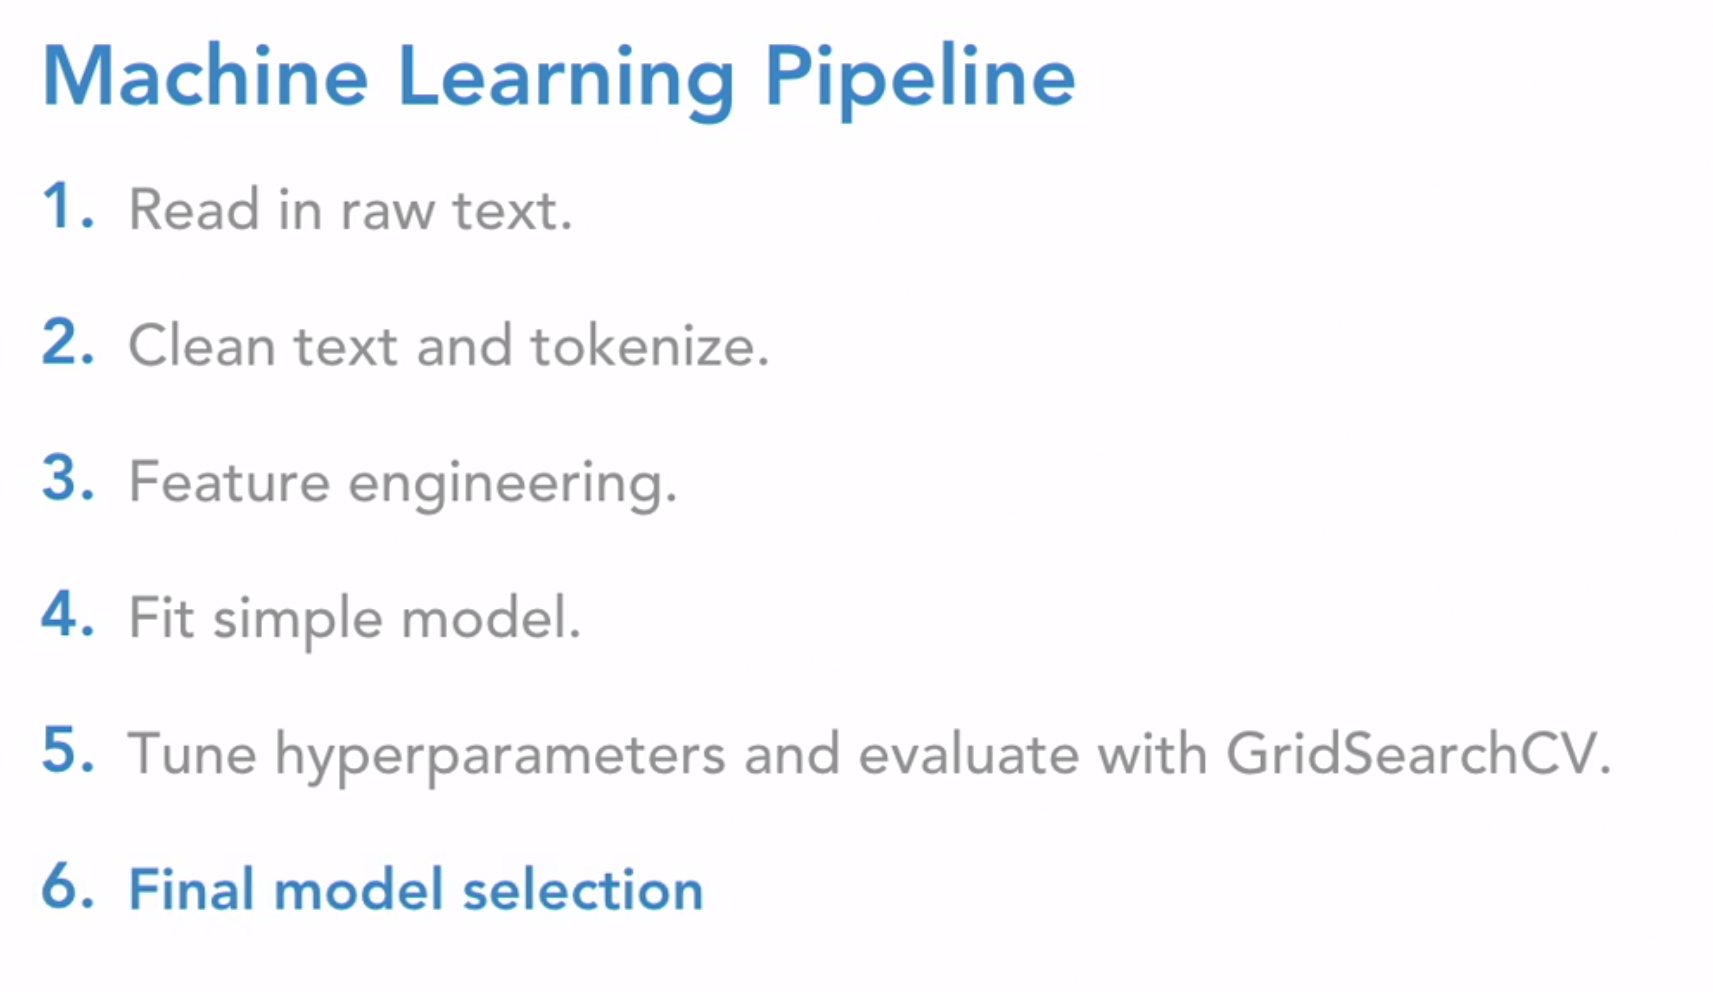 Machine Learning Pipeline
1. Read in raw text.
2. Clean text and tokenize.
3. Feature engineering.
4. Fit simple model.
5. Tune hyperparameters and evaluate with GridSearchCV.
6. Final model selection